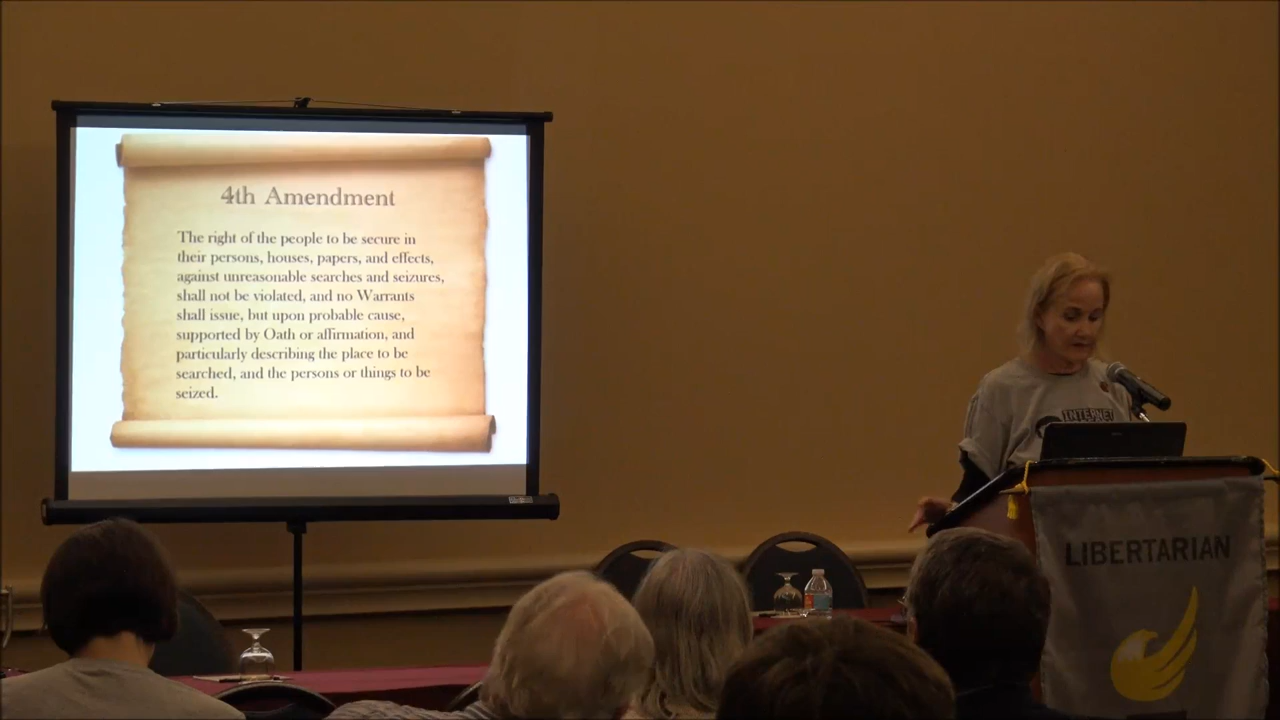 4th Amendment
The right of the people to be secure in
their persons, houses, papers, and effects,
against unreasonable searches and seizures,
shall not be violated, and no Warrants
shall issue, but upon probable cause,
supported by Oath or affirmation, and
particularly describing the place to be
searched, and the persons or things to be
seized.
INTERNET
LIBERTARIAN